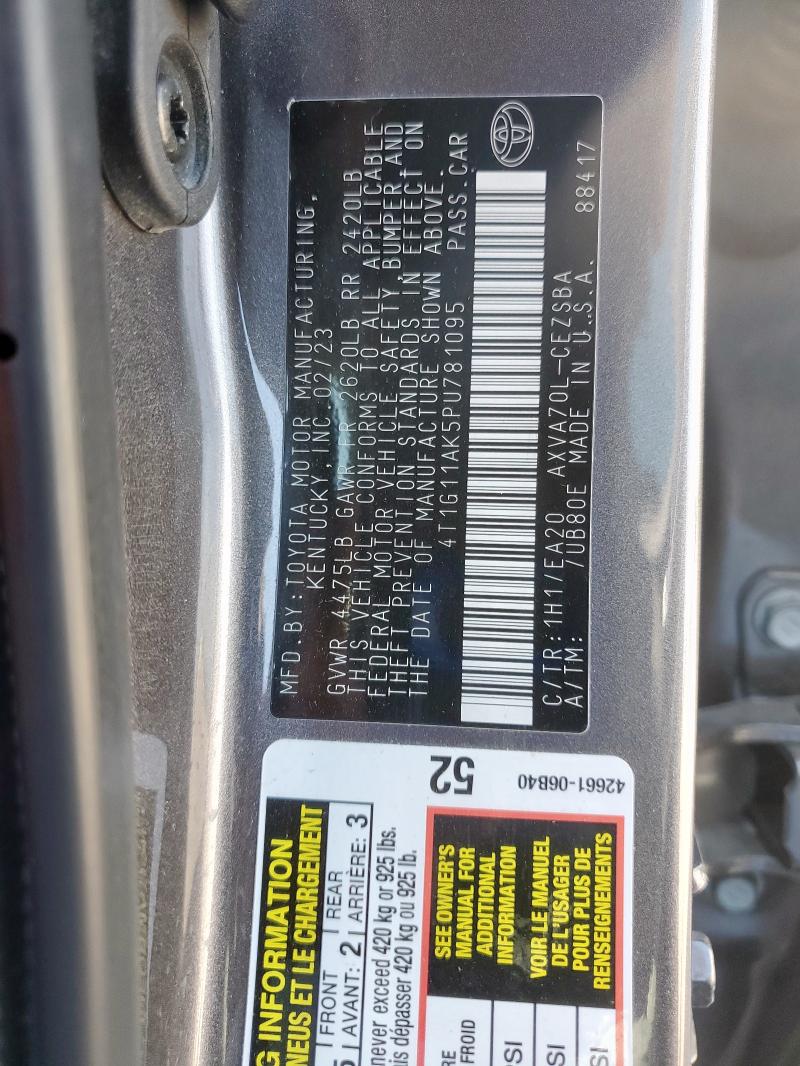 MFD.BY:TOYOTA MOTOR MANUFACTURING,
KENTUCKY, INC. 02/23
GVWR 4475LB GAWR FR 2620LB RR 2420LB
THIS VEHICLE CONFORMS TO ALL APPLICABLE
FEDERAL MOTOR VEHICLE SAFETY, BUMPER, AND
THEFT PREVENTION STANDARDS IN EFFECT ON
THE DATE OF MANUFACTURE SHOWN ABOVE.
4T1G11AK5PU781095 PASS.CAR
C/TR:1H1/EA20 AXVA70L-CEZSBA
A/TM: /UB80E MADE IN U.S.A. 88417
INFORMATION
PNEUS ET LE CHARGEMENT
FRONT REAR
AVANT: 2 ARRIÈRE: 3
never exceed 420 kg or 925 lbs.
dépasser 420 kg ou 925 lb.
52
42661-06B40
FROID
SEE OWNER'S
MANUAL FOR
ADDITIONAL
INFORMATION
VOIR LE MANUEL
DE L'USAGER
POUR PLUS DE
RENSEIGNEMENTS
PSI
PSI